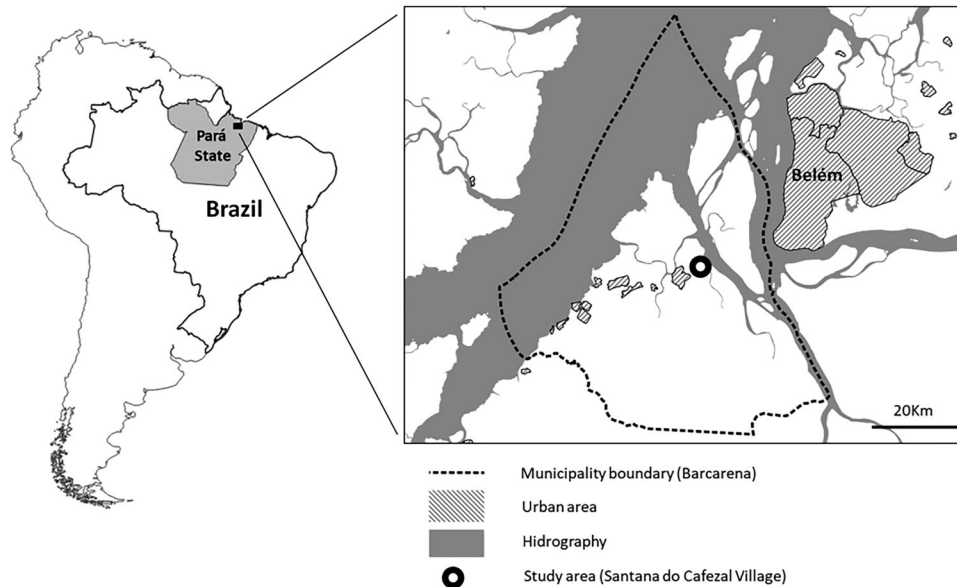 Pará
State
Brazil
Belém
20Km
Municipality boundary (Barcarena)
Urban area
Hidrography
Study area (Santana do Cafezal Village)